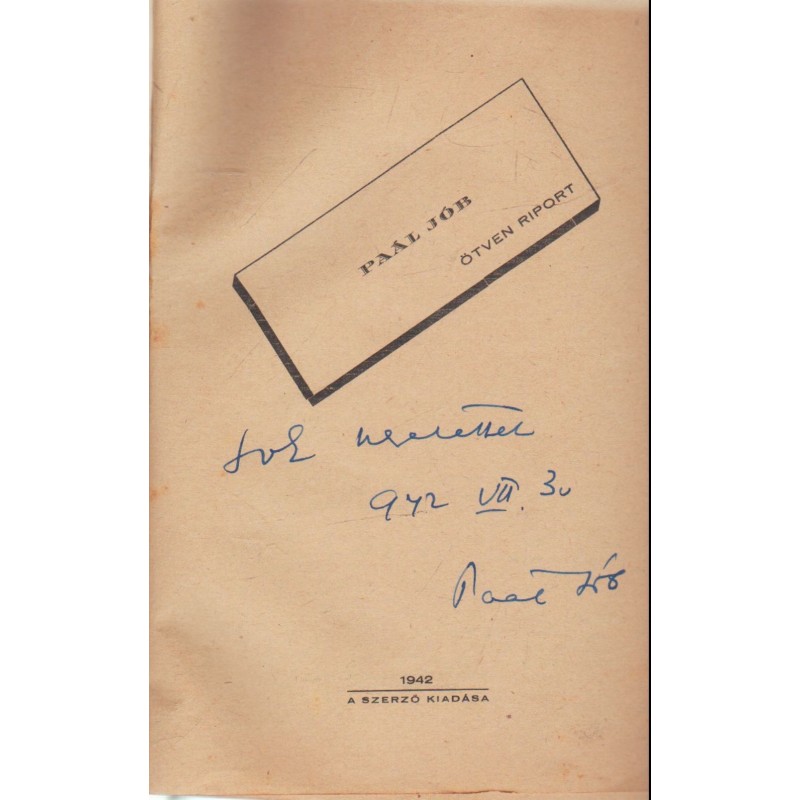 PAÁL JÓB
ÖTVEN RIPORT
Sok szeretettel
942 VII. 30
Paál Jób
1942
A SZERZŐ KIADÁSA